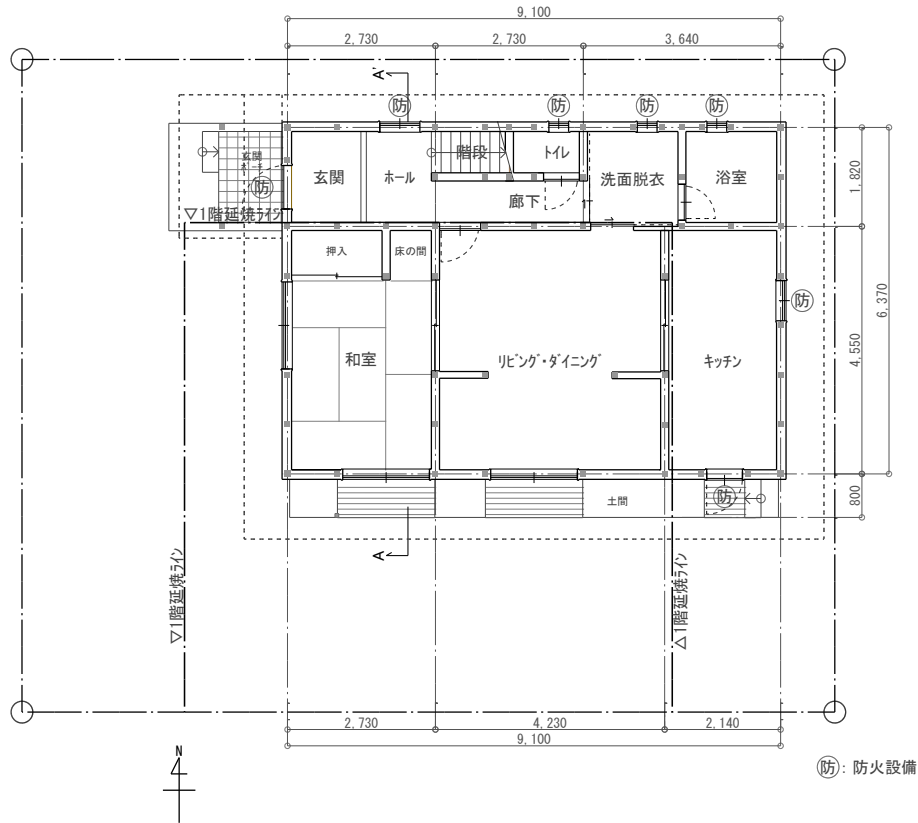 9,100
2,730
2,730
3,640
A'
防
防
防
防
玄関
ポーチ
防
玄関
ホール
階段
トイレ
洗面脱衣
浴室
廊下
▽1階延焼ライン
1,820
押入
床の間
防
6,370
和室
リビング・ダイニング
キッチン
4,550
防
土間
800
A
▽1階延焼ライン
△1階延焼ライン
2,730
4,230
2,140
9,100
N
防：防火設備